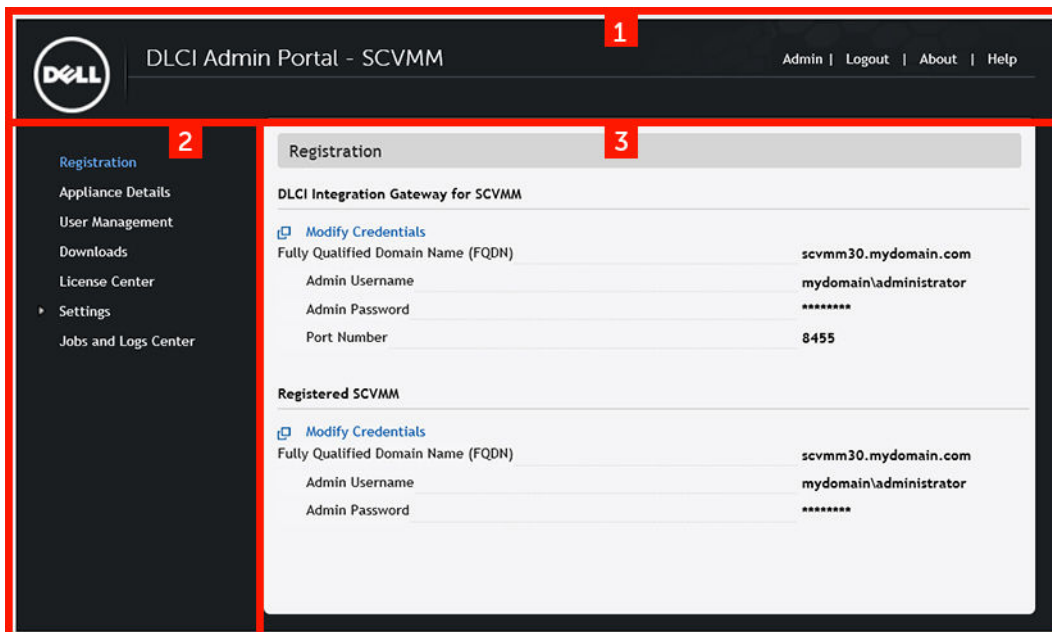 1
DELL
DLCI Admin Portal - SCVMM
Admin | Logout | About | Help
2
Registration
Appliance Details
User Management
Downloads
License Center
Settings
Jobs and Logs Center
3
Registration
DLCI Integration Gateway for SCVMM
Modify Credentials
Fully Qualified Domain Name (FQDN) scvmm30.mydomain.com
Admin Username mydomain\administrator
Admin Password ********
Port Number 8455
Registered SCVMM
Modify Credentials
Fully Qualified Domain Name (FQDN) scvmm30.mydomain.com
Admin Username mydomain\administrator
Admin Password ********